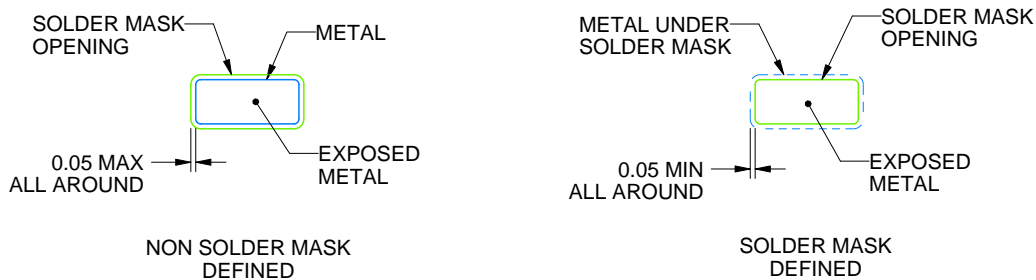 SOLDER MASK
OPENING
METAL
EXPOSED
METAL
0.05 MAX
ALL AROUND
NON SOLDER MASK
DEFINED
METAL UNDER
SOLDER MASK
SOLDER MASK
OPENING
EXPOSED
METAL
0.05 MIN
ALL AROUND
SOLDER MASK
DEFINED